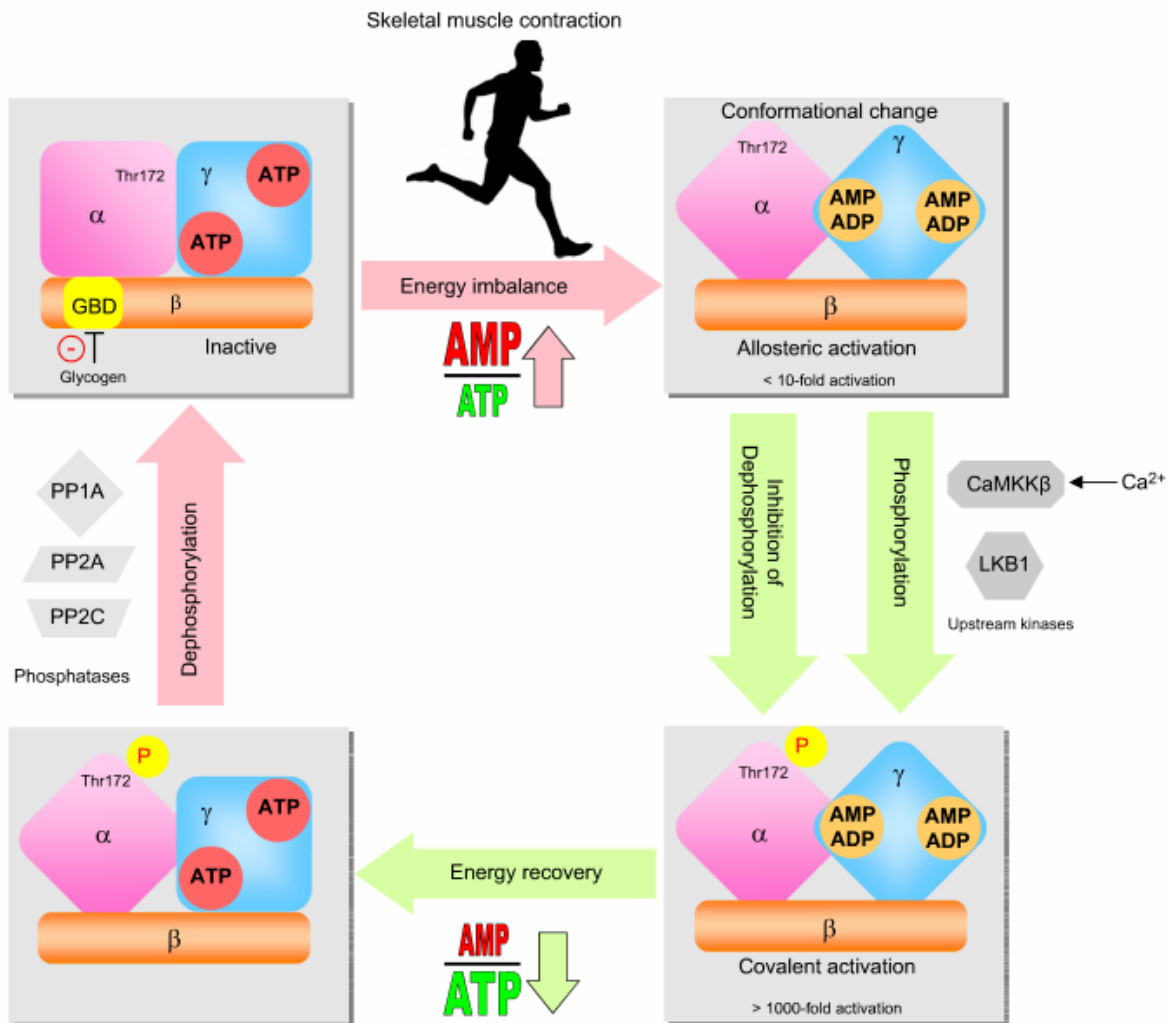 Skeletal muscle contraction
Thr172
γ
ATP
α
ATP
GBD
β
-
Inactive
Glycogen
Energy imbalance
AMP
ATP
Conformational change
Thr172
γ
α
AMP
ADP
AMP
ADP
β
Allosteric activation
< 10-fold activation
PP1A
PP2A
PP2C
Phosphatases
Dephosphorylation
Inhibition of
Dephosphorylation
Phosphorylation
CaMKKβ
Ca²⁺
LKB1
Upstream kinases
P
Thr172
γ
ATP
α
ATP
β
Energy recovery
AMP
ATP
P
Thr172
γ
α
AMP
ADP
AMP
ADP
β
Covalent activation
> 1000-fold activation